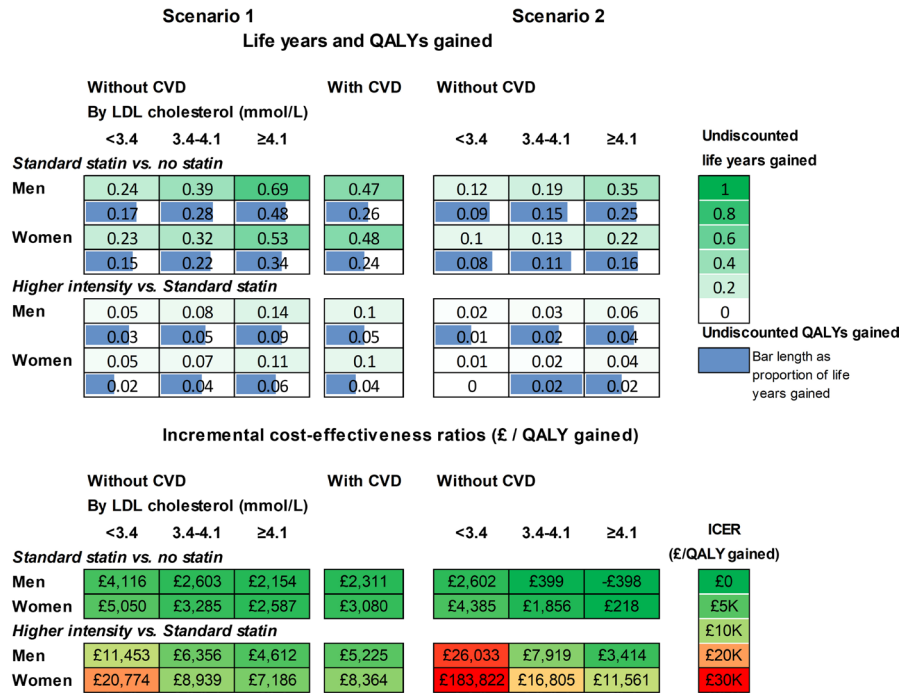 Scenario 1 Scenario 2
Life years and QALYs gained
Without CVD With CVD Without CVD
By LDL cholesterol (mmol/L)
<3.4 3.4-4.1 ≥4.1 <3.4 3.4-4.1 ≥4.1 Undiscounted
Standard statin vs. no statin life years gained
Men 0.24 0.39 0.69 0.47 0.12 0.19 0.35 1
0.17 0.28 0.48 0.26 0.09 0.15 0.25 0.8
Women 0.23 0.32 0.53 0.48 0.1 0.13 0.22 0.6
0.15 0.22 0.34 0.24 0.08 0.11 0.16 0.4
Higher intensity vs. Standard statin 0.2
Men 0.05 0.08 0.14 0.1 0.02 0.03 0.06 0
0.03 0.05 0.09 0.05 0.01 0.02 0.04 Undiscounted QALYs gained
Women 0.05 0.07 0.11 0.1 0.01 0.02 0.04 Bar length as
proportion of life
0.02 0.04 0.06 0.04 0 0.02 0.02 years gained
Incremental cost-effectiveness ratios (£ / QALY gained)
Without CVD With CVD Without CVD
By LDL cholesterol (mmol/L)
<3.4 3.4-4.1 ≥4.1 <3.4 3.4-4.1 ≥4.1 ICER
Standard statin vs. no statin (£/QALY gained)
Men £4,116 £2,603 £2,154 £2,311 £2,602 £399 -£398 £0
Women £5,050 £3,285 £2,587 £3,080 £4,385 £1,856 £218 £5K
Higher intensity vs. Standard statin £10K
Men £11,453 £6,356 £4,612 £5,225 £26,033 £7,919 £3,414 £20K
Women £20,774 £8,939 £7,186 £8,364 £183,822 £16,805 £11,561 £30K